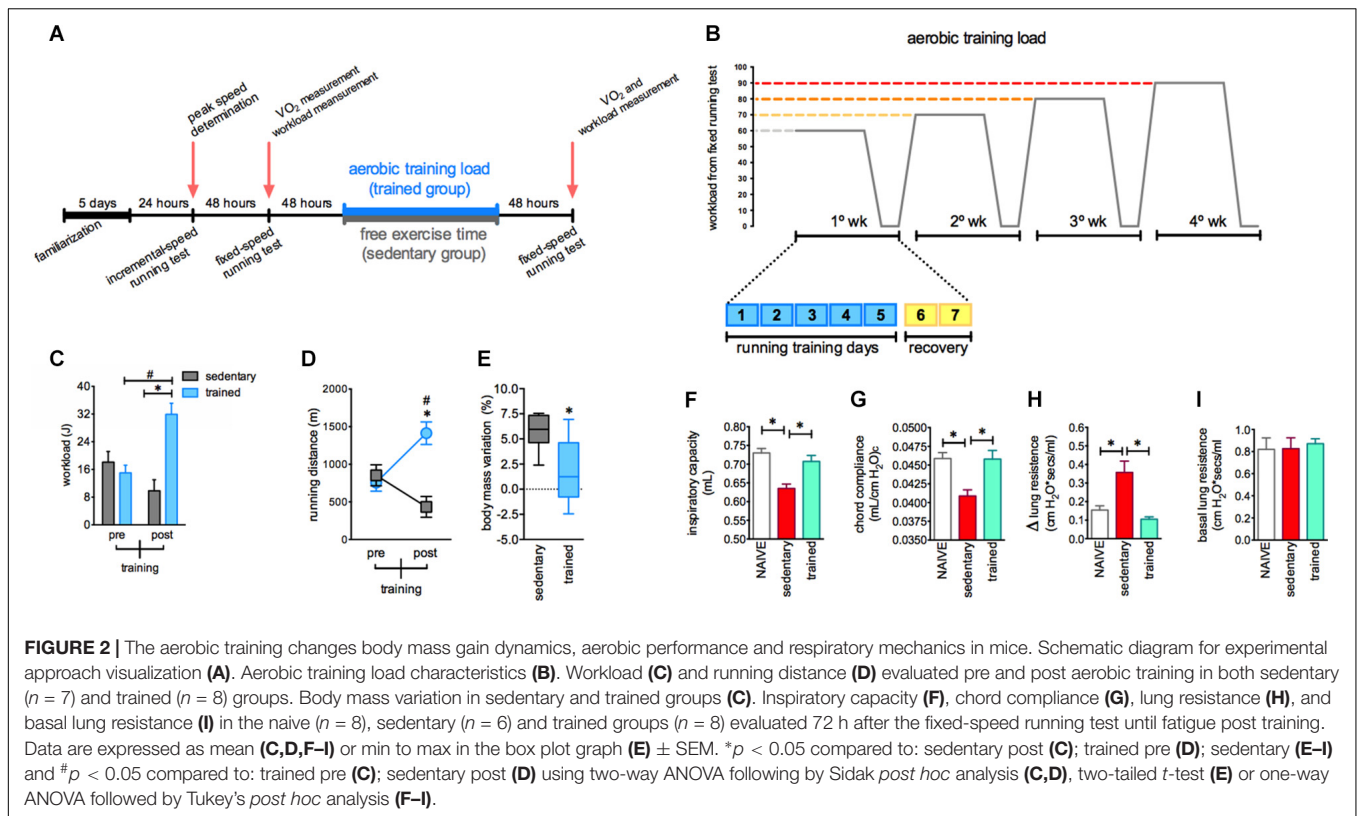 A
peak speed
determination
VO₂ measurement
workload meansurement
VO₂ and
workload measurement
aerobic training load
(trained group)
5 days
24 hours
48 hours
48 hours
48 hours
familiarization
incremental-speed
running test
fixed-speed
running test
free exercise time
(sedentary group)
fixed-speed
running test
B
aerobic training load
workload from fixed running test
100
90
80
70
60
50
40
30
20
10
0
1º wk
2º wk
3º wk
4º wk
1 2 3 4 5 6 7
running training days
recovery
C
sedentary
trained
#
*
workload (J)
40
32
24
16
8
0
pre
post
training
D
running distance (m)
2000
1500
1000
500
0
#
*
pre
post
training
E
body mass variation (%)
10.0
7.5
5.0
2.5
0.0
-2.5
-5.0
*
sedentary
trained
F
inspiratory capacity
(mL)
0.80
0.75
0.70
0.65
0.60
0.55
0.50
* *
NAIVE
sedentary
trained
G
chord compliance
(mL/cm H₂O)c
0.0500
0.0475
0.0450
0.0425
0.0400
0.0375
0.0350
* *
NAIVE
sedentary
trained
H
Δ lung resistence
(cm H₂O*secs/ml)
0.6
0.5
0.4
0.3
0.2
0.1
0.0
* *
NAIVE
sedentary
trained
I
basal lung resistence
(cm H₂O*secs/ml
1.0
0.8
0.6
0.4
0.2
0.0
NAIVE
sedentary
trained
FIGURE 2 | The aerobic training changes body mass gain dynamics, aerobic performance and respiratory mechanics in mice. Schematic diagram for experimental
approach visualization (A). Aerobic training load characteristics (B). Workload (C) and running distance (D) evaluated pre and post aerobic training in both sedentary
(n = 7) and trained (n = 8) groups. Body mass variation in sedentary and trained groups (C). Inspiratory capacity (F), chord compliance (G), lung resistance (H), and
basal lung resistance (I) in the naive (n = 8), sedentary (n = 6) and trained groups (n = 8) evaluated 72 h after the fixed-speed running test until fatigue post training.
Data are expressed as mean (C,D,F–I) or min to max in the box plot graph (E) ± SEM. *p < 0.05 compared to: sedentary post (C); trained pre (D); sedentary (E–I)
and #p < 0.05 compared to: trained pre (C); sedentary post (D) using two-way ANOVA following by Sidak post hoc analysis (C,D), two-tailed t-test (E) or one-way
ANOVA followed by Tukey's post hoc analysis (F–I).